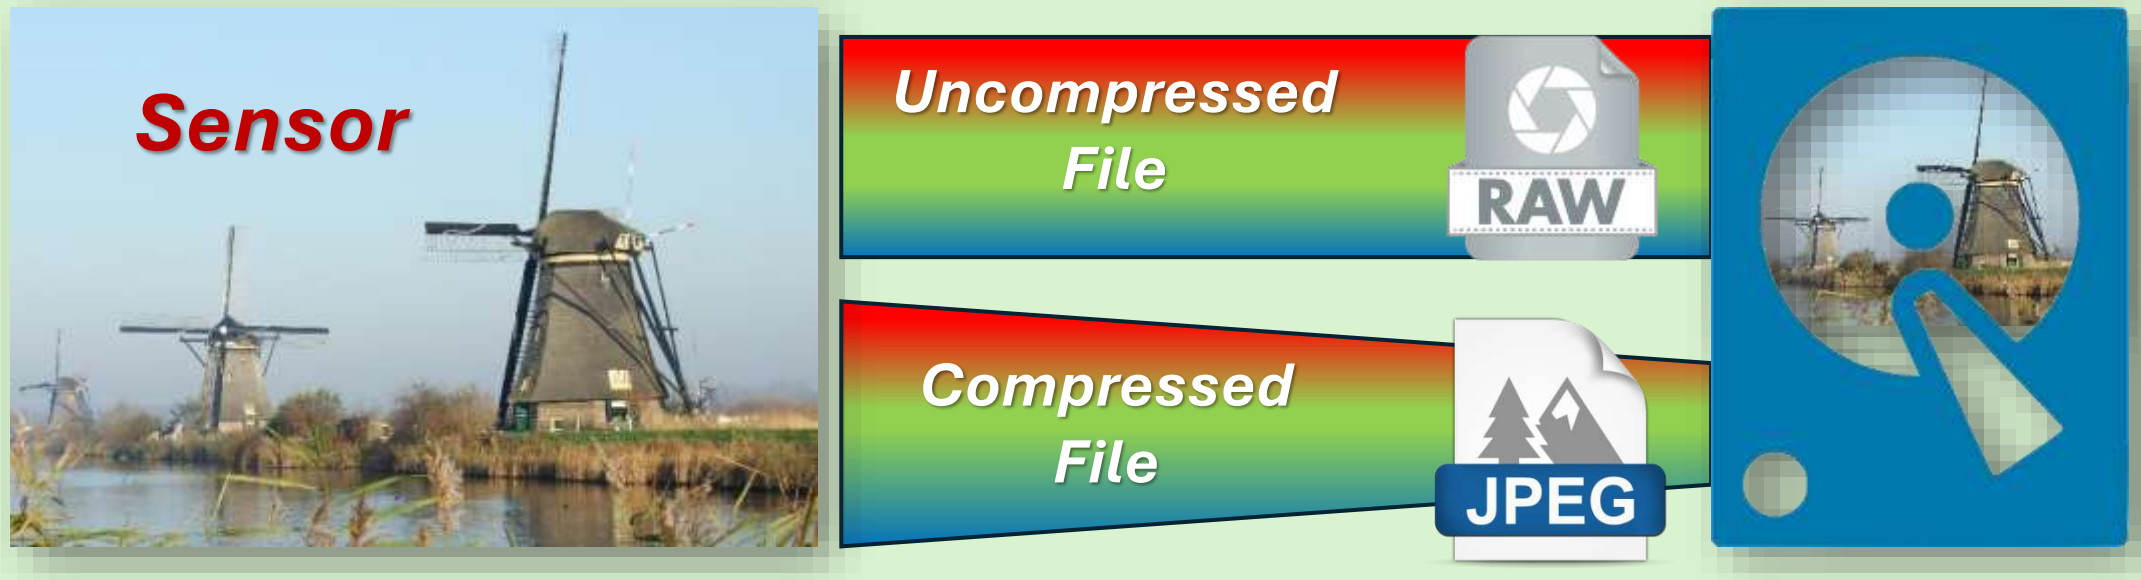 Sensor
Uncompressed
File
RAW
Compressed
File
JPEG